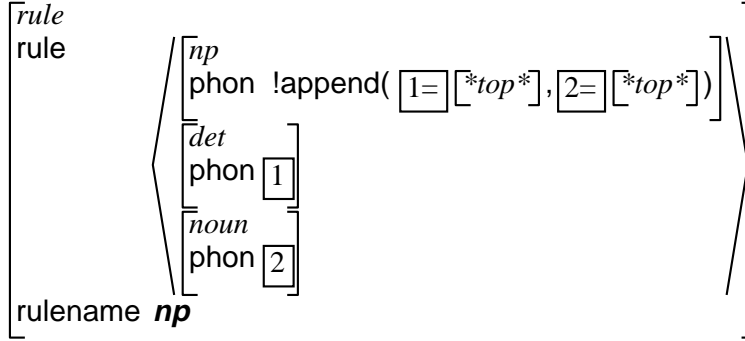 rule
rule
np
phon !append( 1= [*top*], 2= [*top*])
det
phon 1
noun
phon 2
rulename np